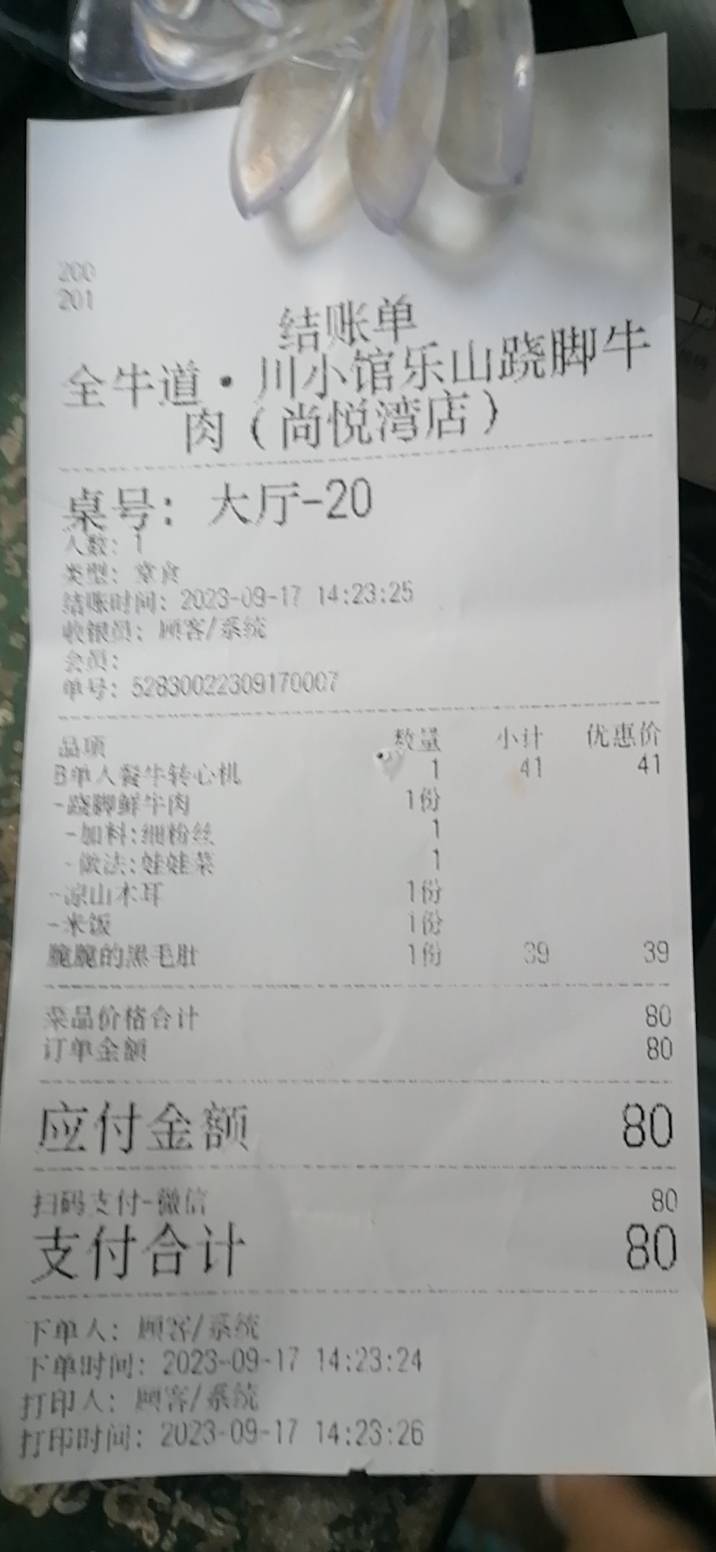 200
201
结账单
全牛道·川小馆乐山跷脚牛
肉(尚悦湾店)
桌号: 大厅-20
人数: 1
类型: 堂食
结账时间: 2023-09-17 14:23:25
收银员: 顾客/系统
会员:
单号: 52830022309170007
品项 数量 小计 优惠价
B单人餐牛转心机 1 41 41
-跷脚鲜牛肉 1份
-加料:细粉丝 1
-做法:娃娃菜 1
-凉山木耳 1份
-米饭 1份
脆脆的黑毛肚 1份 39 39
菜品价格合计 80
订单金额 80
应付金额 80
扫码支付-微信 80
支付合计 80
下单人: 顾客/系统
下单时间: 2023-09-17 14:23:24
打印人: 顾客/系统
打印时间: 2023-09-17 14:23:26